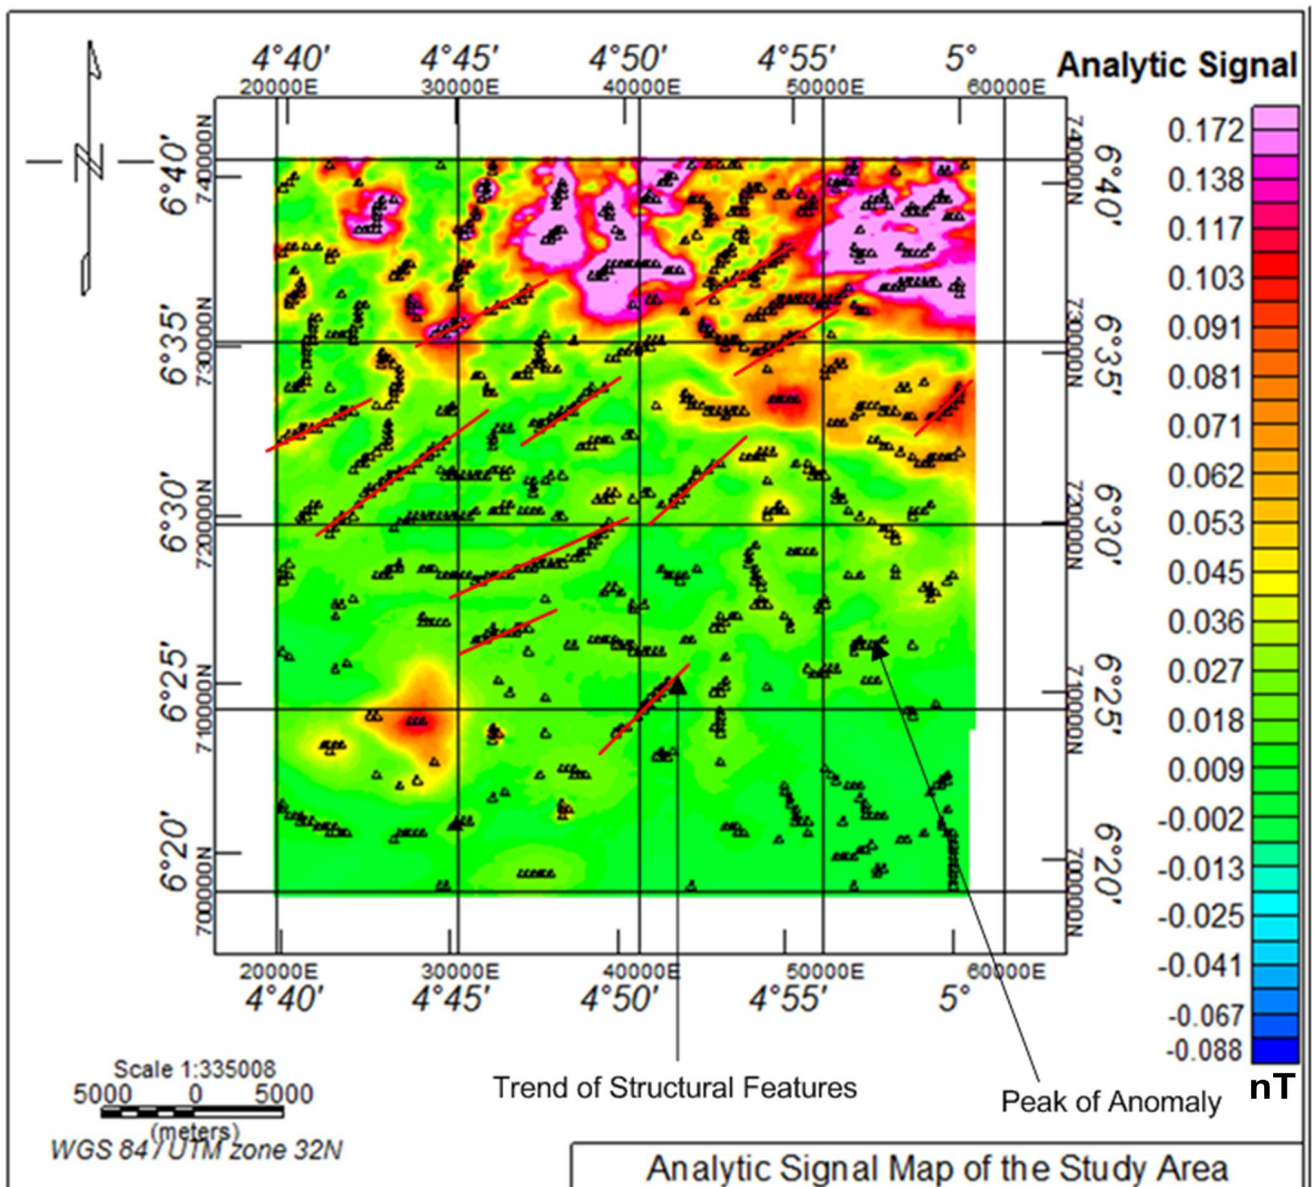 4°40' 4°45' 4°50' 4°55' 5°
20000E 30000E 40000E 50000E 60000E
Analytic Signal
N
6°40' 6°35' 6°30' 6°25' 6°20'
740000N 730000N 720000N 710000N 700000N
740000N 730000N 720000N 710000N 700000N
6°40' 6°35' 6°30' 6°25' 6°20'
0.172
0.138
0.117
0.103
0.091
0.081
0.071
0.062
0.053
0.045
0.036
0.027
0.018
0.009
-0.002
-0.013
-0.025
-0.041
-0.067
-0.088
nT
20000E 30000E 40000E 50000E 60000E
4°40' 4°45' 4°50' 4°55' 5°
Trend of Structural Features
Peak of Anomaly
Scale 1:335008
5000 0 5000
(meters)
WGS 84 / UTM zone 32N
Analytic Signal Map of the Study Area